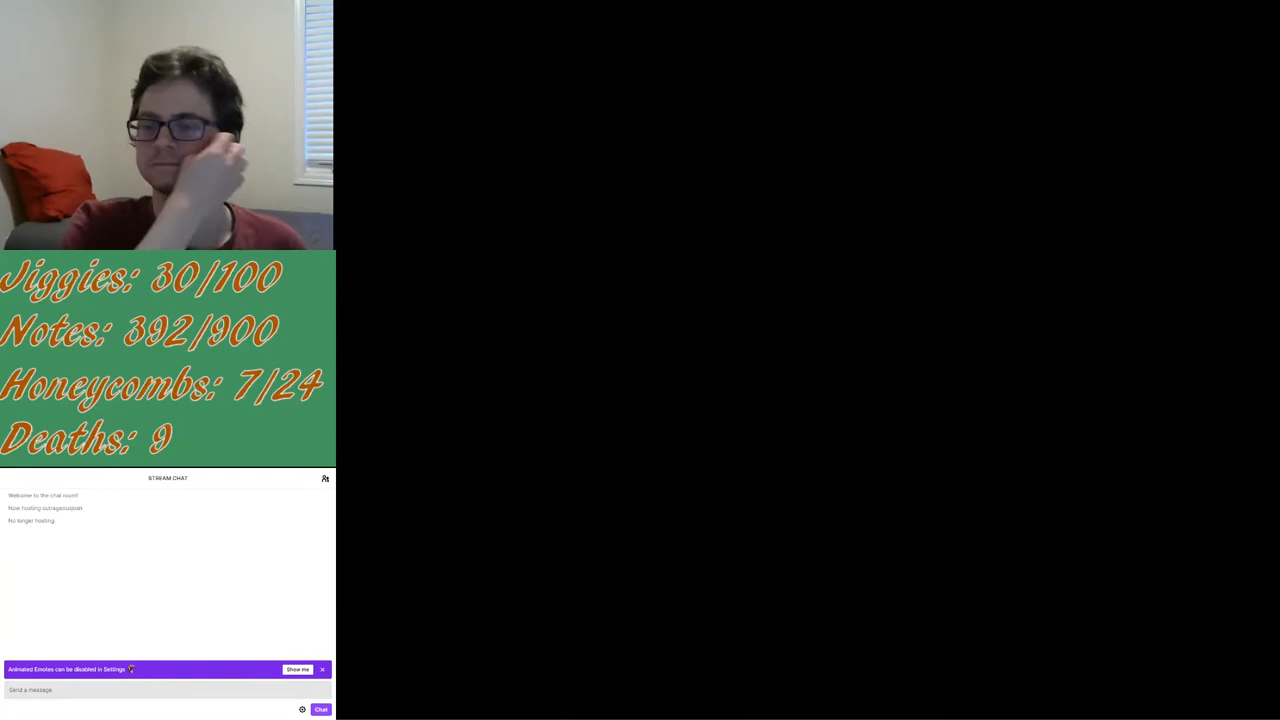 Jiggies: 30/100
Notes: 392/900
Honeycombs: 7/24
Deaths: 9
STREAM CHAT
Welcome to the chat room!
Now hosting outrageousjosh
No longer hosting.
Animated Emotes can be disabled in Settings
Show me
Send a message
Chat